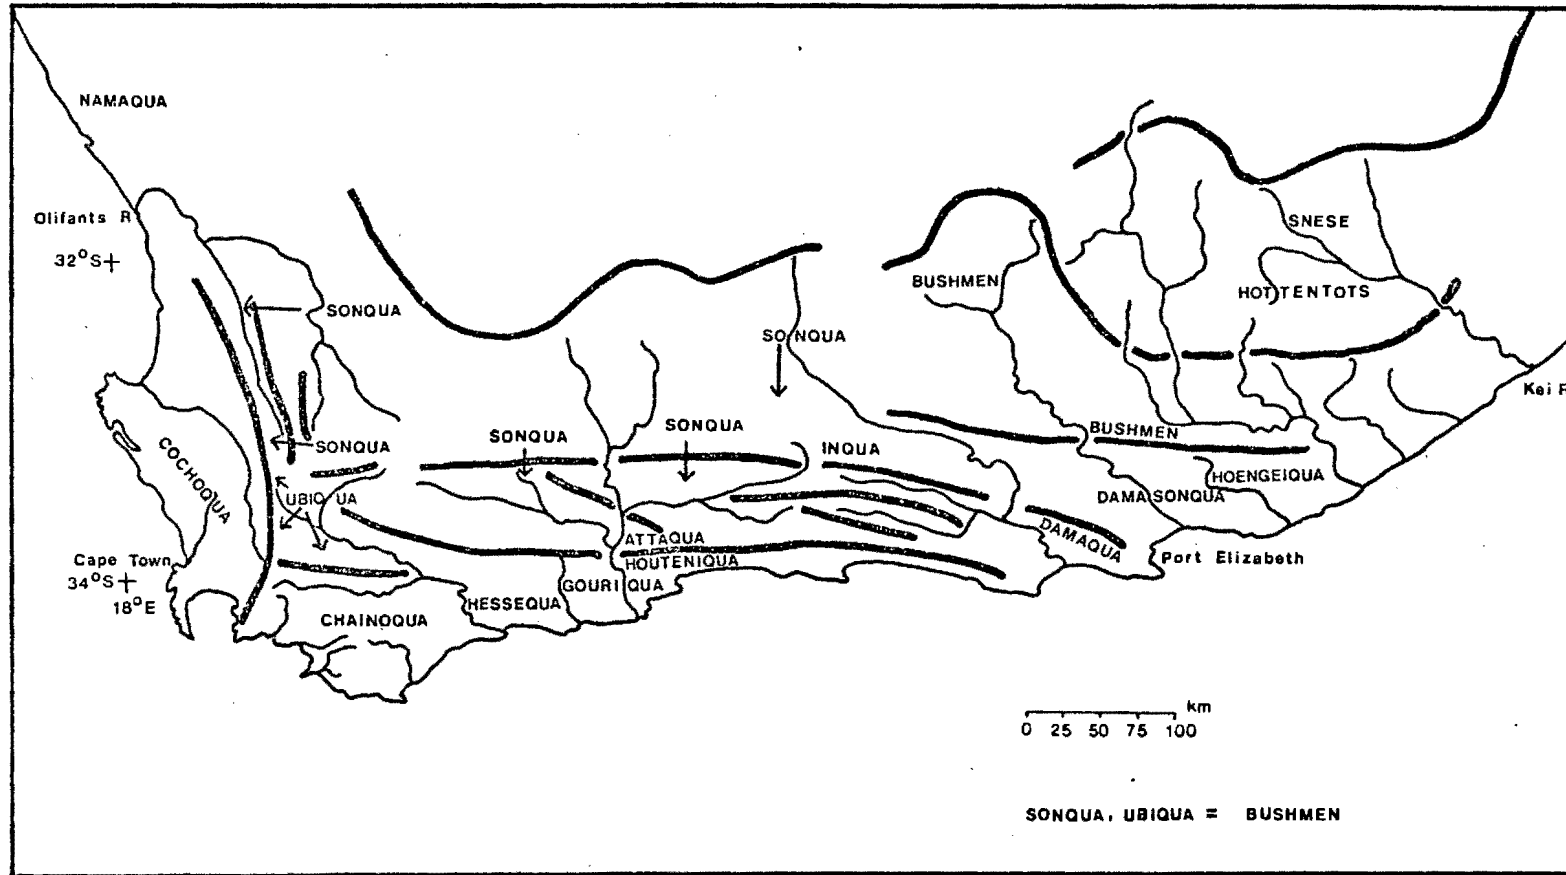 NAMAQUA
Olifants R
32°S+
SNESE
BUSHMEN
HOTTENTOTS
SONQUA
SONQUA
Kei R
SONQUA
SONQUA
SONQUA
BUSHMEN
COCHOQUA
INQUA
HOENGEIQUA
UBIQUA
DAMASONQUA
DAMAQUA
ATTAQUA
Port Elizabeth
Cape Town
HOUTENIQUA
34°S+
GOURIQUA
18°E
HESSEQUA
CHAINOQUA
km
0 25 50 75 100
SONQUA, UBIQUA = BUSHMEN